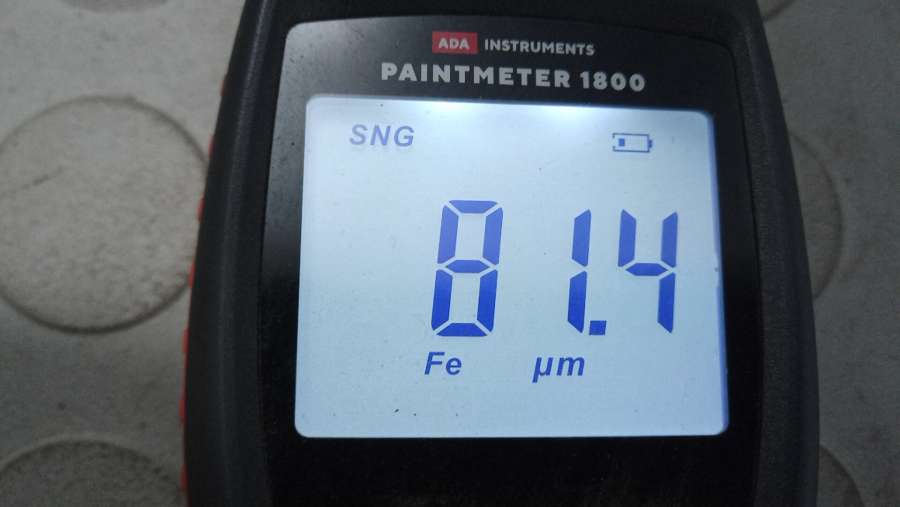 ADA INSTRUMENTS
PAINTMETER 1800
SNG
81.4
Fe µm